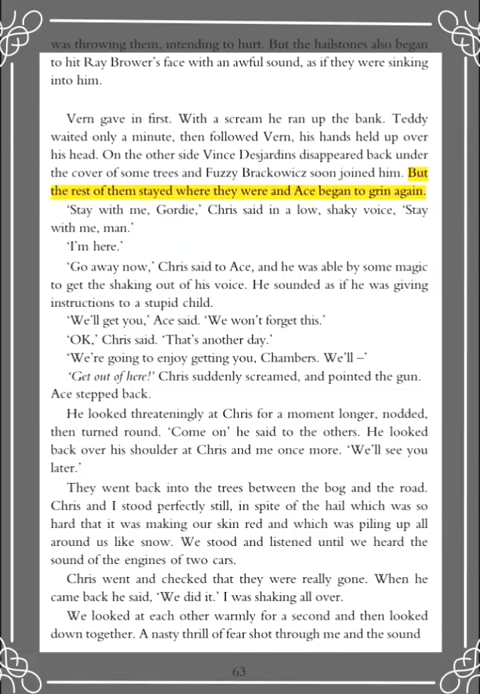 was throwing them, intending to hurt. But the hailstones also began
to hit Ray Brower's face with an awful sound, as if they were sinking
into him.
Vern gave in first. With a scream he ran up the bank. Teddy
waited only a minute, then followed Vern, his hands held up over
his head. On the other side Vince Desjardins disappeared back under
the cover of some trees and Fuzzy Brackowicz soon joined him. But
the rest of them stayed where they were and Ace began to grin again.
‘Stay with me, Gordie,’ Chris said in a low, shaky voice, ‘Stay
with me, man.’
‘I'm here.’
‘Go away now,’ Chris said to Ace, and he was able by some magic
to get the shaking out of his voice. He sounded as if he was giving
instructions to a stupid child.
‘We'll get you,’ Ace said. ‘We won't forget this.’
‘OK,’ Chris said. ‘That's another day.’
‘We're going to enjoy getting you, Chambers. We'll –’
‘Get out of here!’ Chris suddenly screamed, and pointed the gun.
Ace stepped back.
He looked threateningly at Chris for a moment longer, nodded,
then turned round. ‘Come on’ he said to the others. He looked
back over his shoulder at Chris and me once more. ‘We'll see you
later.’
They went back into the trees between the bog and the road.
Chris and I stood perfectly still, in spite of the hail which was so
hard that it was making our skin red and which was piling up all
around us like snow. We stood and listened until we heard the
sound of the engines of two cars.
Chris went and checked that they were really gone. When he
came back he said, ‘We did it.’ I was shaking all over.
We looked at each other warmly for a second and then looked
down together. A nasty thrill of fear shot through me and the sound
63